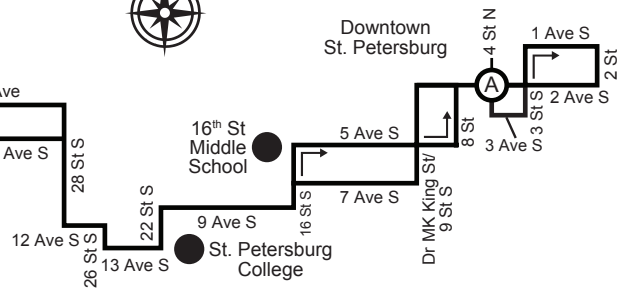 Downtown
St. Petersburg
4 St N
1 Ave S
2 St
A
2 Ave S
3 St S
3 Ave S
8 St
Ave
Ave S
28 St S
16th St
Middle
School
5 Ave S
7 Ave S
16 St S
Dr MK King St/
9 St S
22 St S
9 Ave S
12 Ave S
26 St S
13 Ave S
St. Petersburg
College